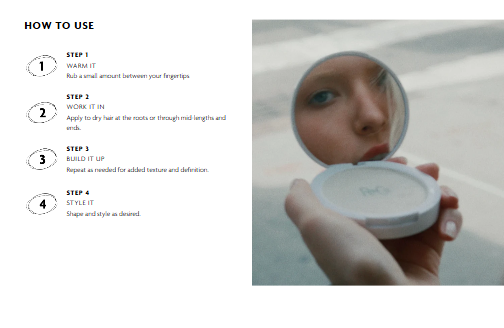 HOW TO USE
1
STEP 1
WARM IT
Rub a small amount between your fingertips
2
STEP 2
WORK IT IN
Apply to dry hair at the roots or through mid-lengths and
ends.
3
STEP 3
BUILD IT UP
Repeat as needed for added texture and definition.
4
STEP 4
STYLE IT
Shape and style as desired.